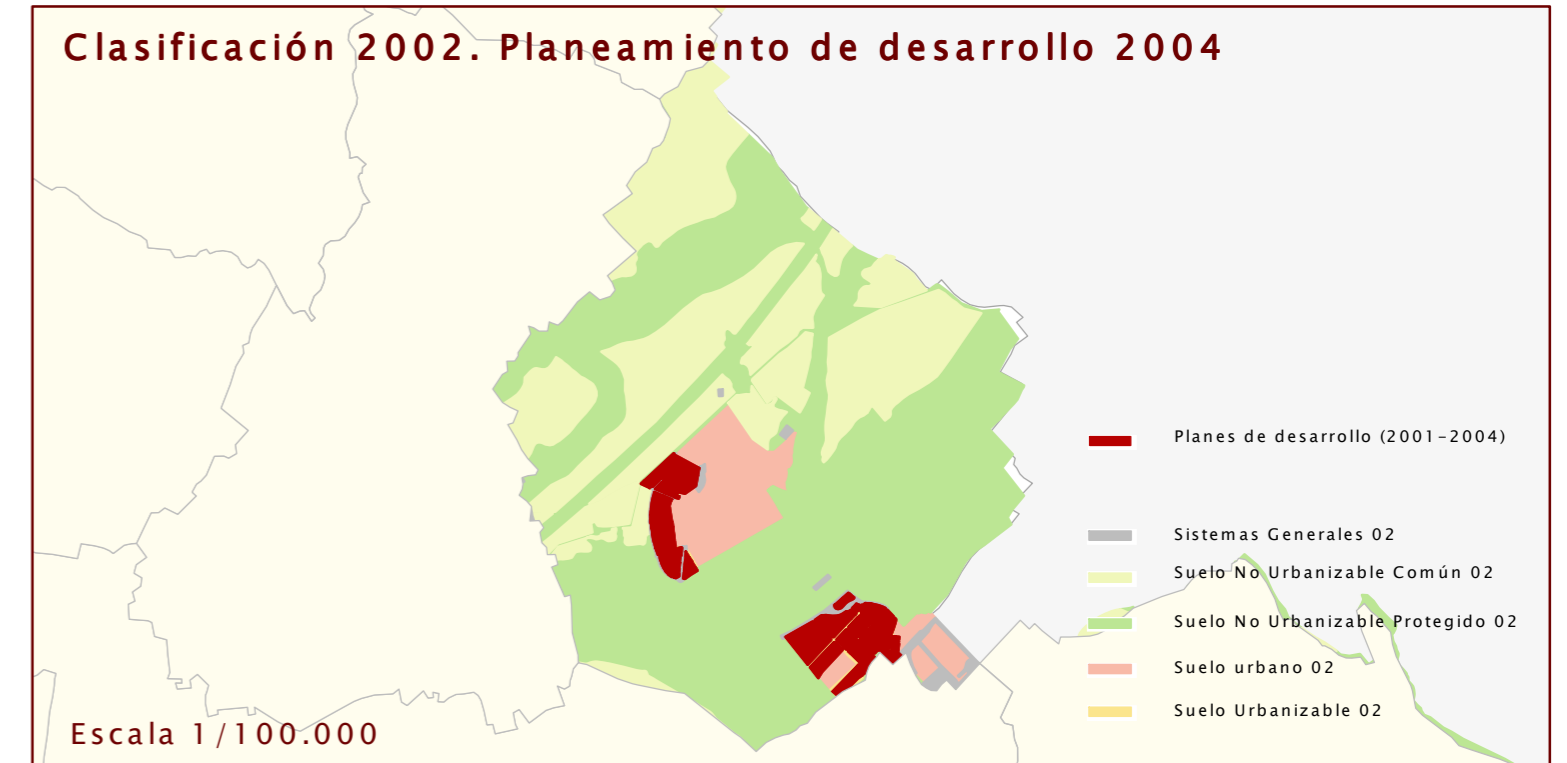 Clasificación 2002. Planeamiento de desarrollo 2004
Planes de desarrollo (2001-2004)
Sistemas Generales 02
Suelo No Urbanizable Común 02
Suelo No Urbanizable Protegido 02
Suelo urbano 02
Suelo Urbanizable 02
Escala 1/100.000